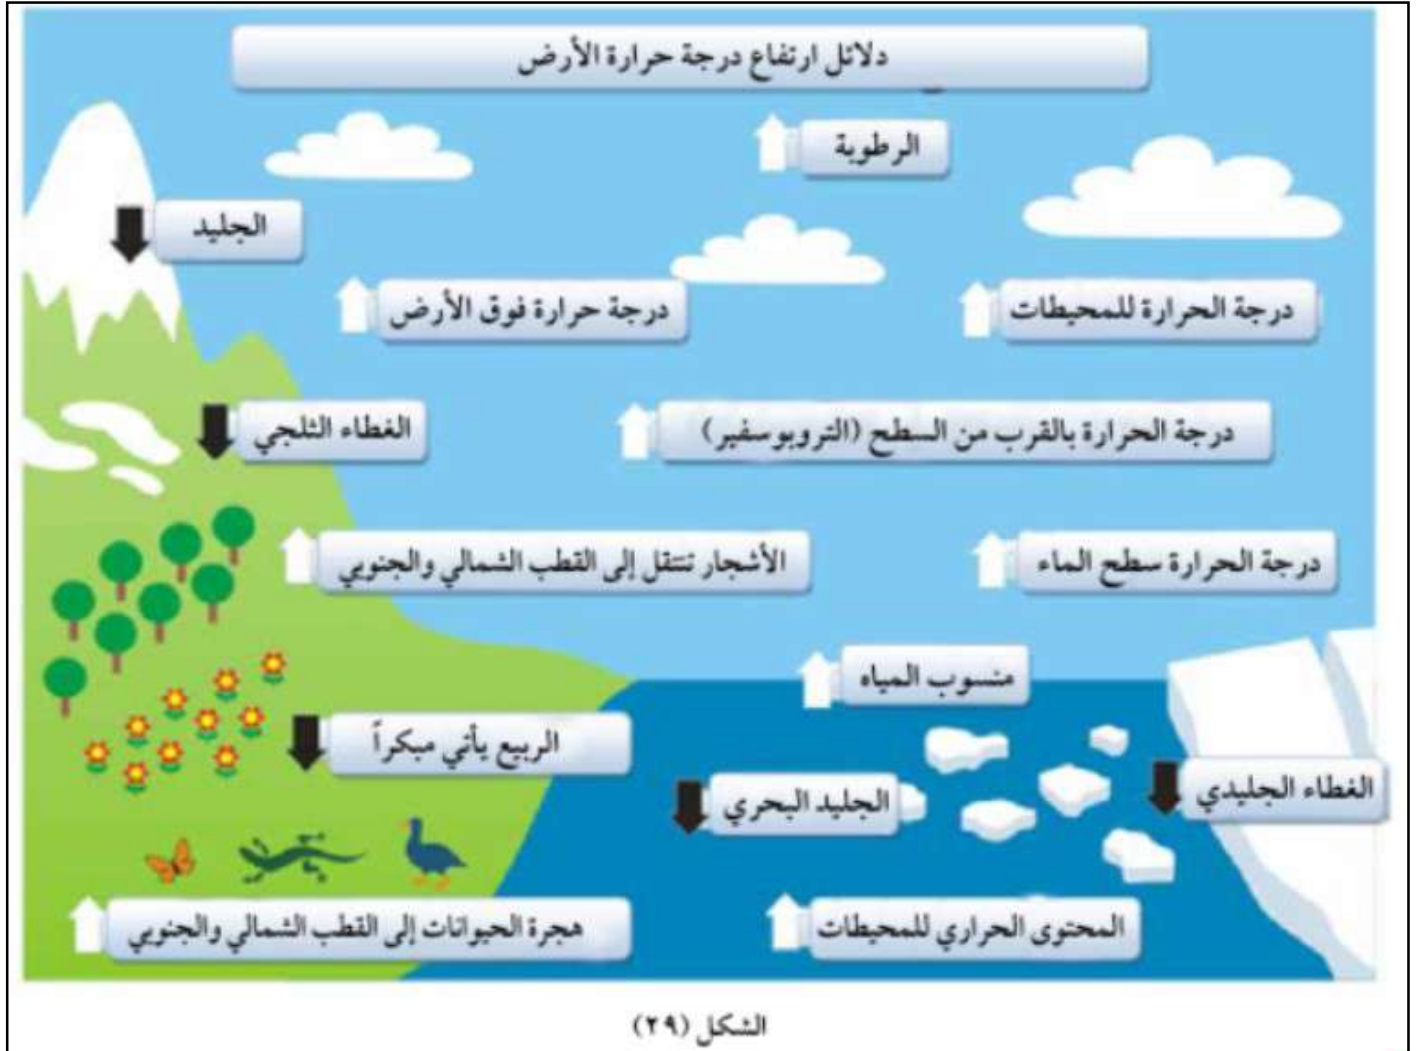 دلائل ارتفاع درجة حرارة الأرض
الرطوبة
الجليد
درجة الحرارة للمحيطات
درجة حرارة فوق الأرض
درجة الحرارة بالقرب من السطح (التروبوسفير)
الغطاء الثلجي
درجة الحرارة سطح الماء
الأشجار تنتقل إلى القطب الشمالي والجنوبي
منسوب المياه
الربيع يأتي مبكراً
الغطاء الجليدي
الجليد البحري
المحتوى الحراري للمحيطات
هجرة الحيوانات إلى القطب الشمالي والجنوبي
الشكل (٢٩)